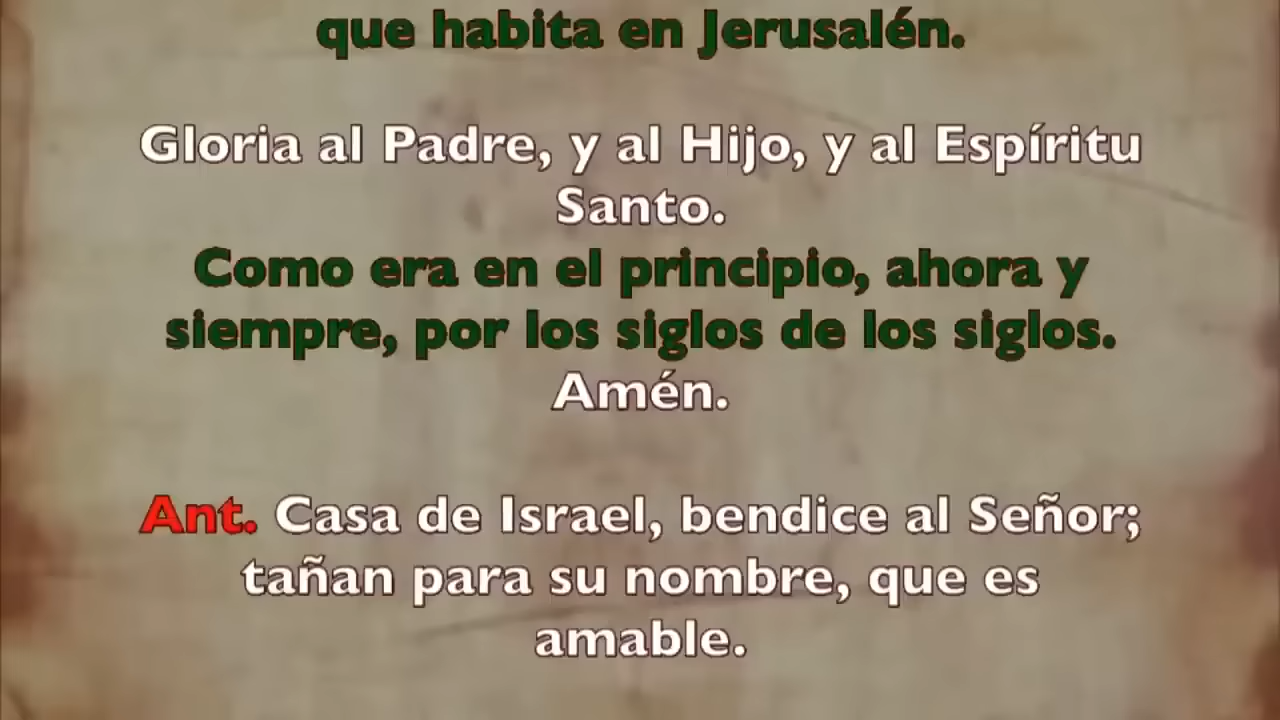 que habita en Jerusalén.
Gloria al Padre, y al Hijo, y al Espíritu
Santo.
Como era en el principio, ahora y
siempre, por los siglos de los siglos.
Amén.
Ant. Casa de Israel, bendice al Señor;
tañan para su nombre, que es
amable.